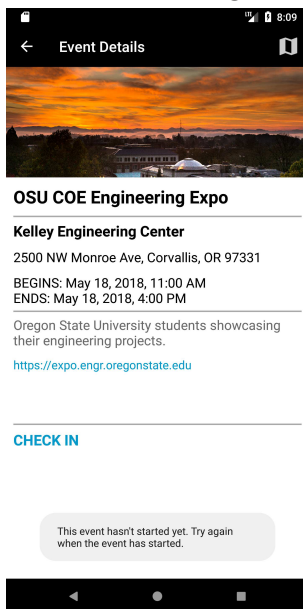 LTE 8:09
Event Details
OSU COE Engineering Expo
Kelley Engineering Center
2500 NW Monroe Ave, Corvallis, OR 97331
BEGINS: May 18, 2018, 11:00 AM
ENDS: May 18, 2018, 4:00 PM
Oregon State University students showcasing
their engineering projects.
https://expo.engr.oregonstate.edu
CHECK IN
This event hasn't started yet. Try again
when the event has started.